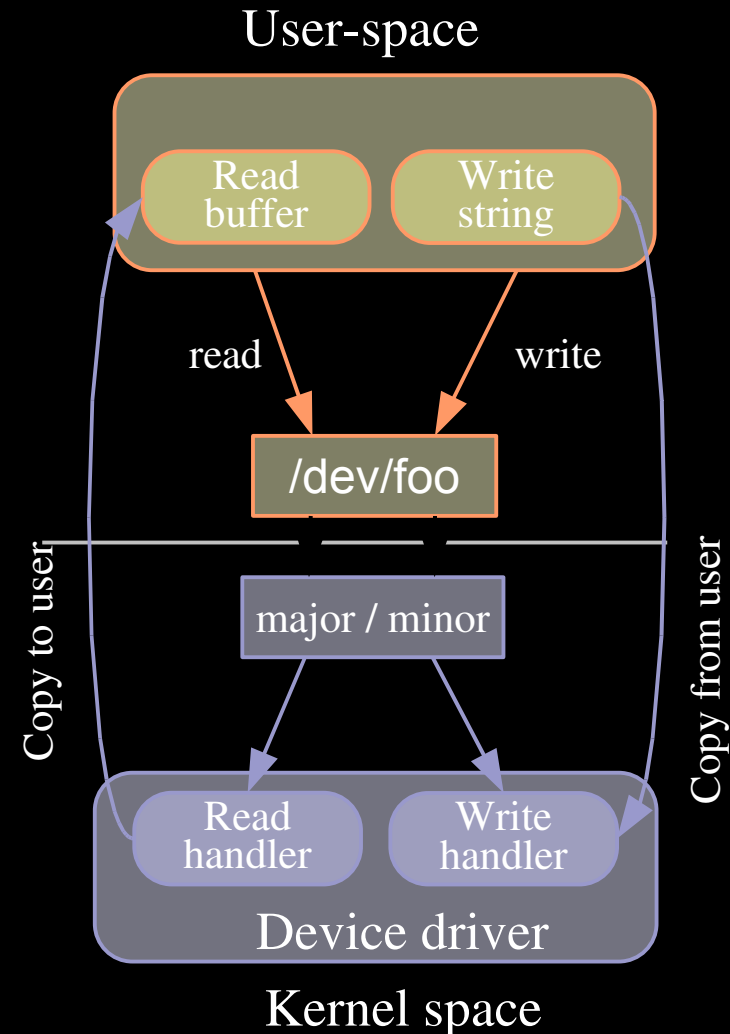 User-space
Read
buffer
Write
string
read
write
/dev/foo
Copy to user
Copy from user
major / minor
Read
handler
Write
handler
Device driver
Kernel space